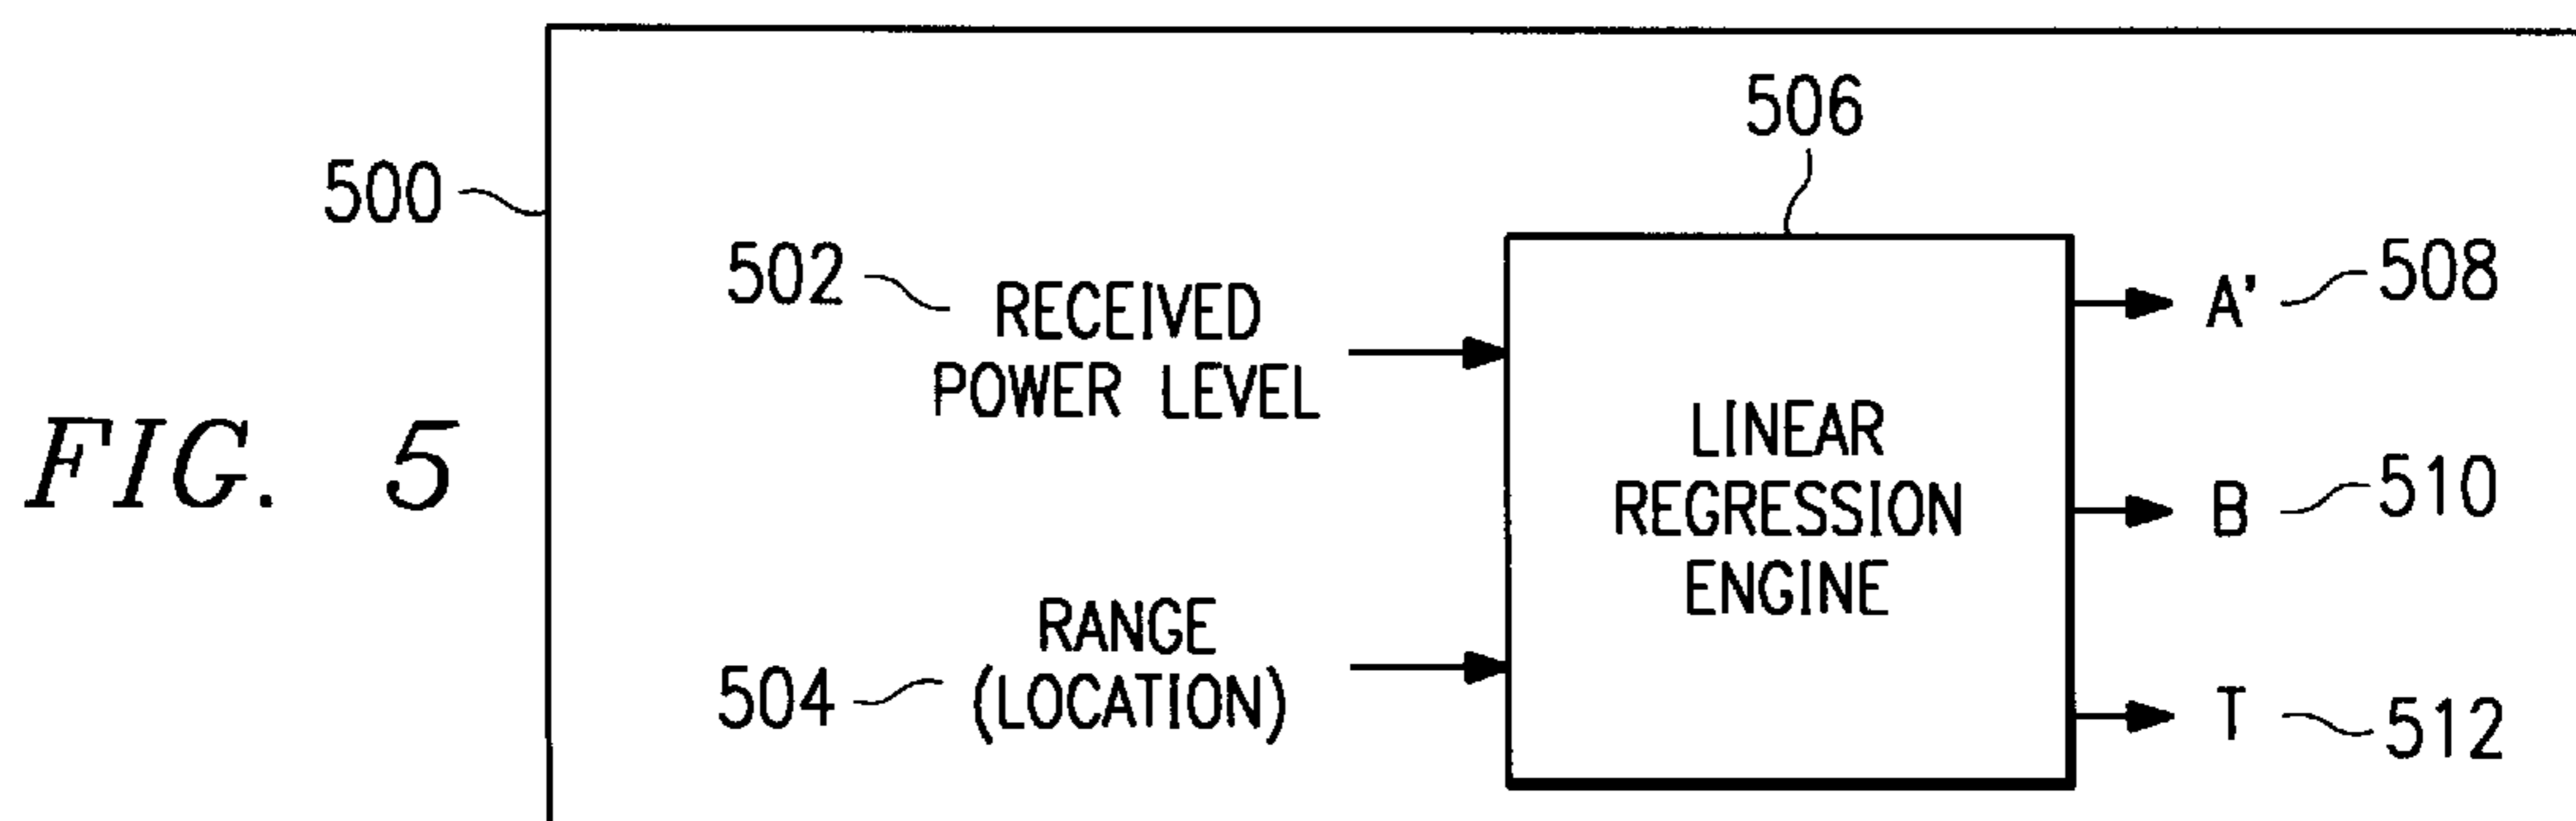 506
500
502
RECEIVED
POWER LEVEL
A' 508
LINEAR
REGRESSION
ENGINE
FIG. 5
B 510
RANGE
504 (LOCATION)
T 512